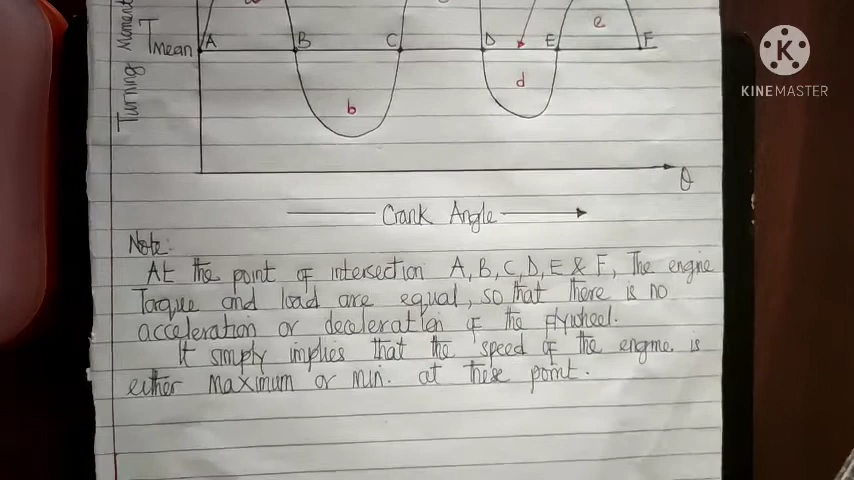 Turning Moment
TMean
A
B
C
D
E
F
e
b
d
θ
Crank Angle
Note:
At the point of intersection A, B, C, D, E & F, The engine
Torque and load are equal, so that there is no
acceleration or deceleration of the flywheel.
It simply implies that the speed of the engine is
either maximum or min. at these point.
K
KINEMASTER